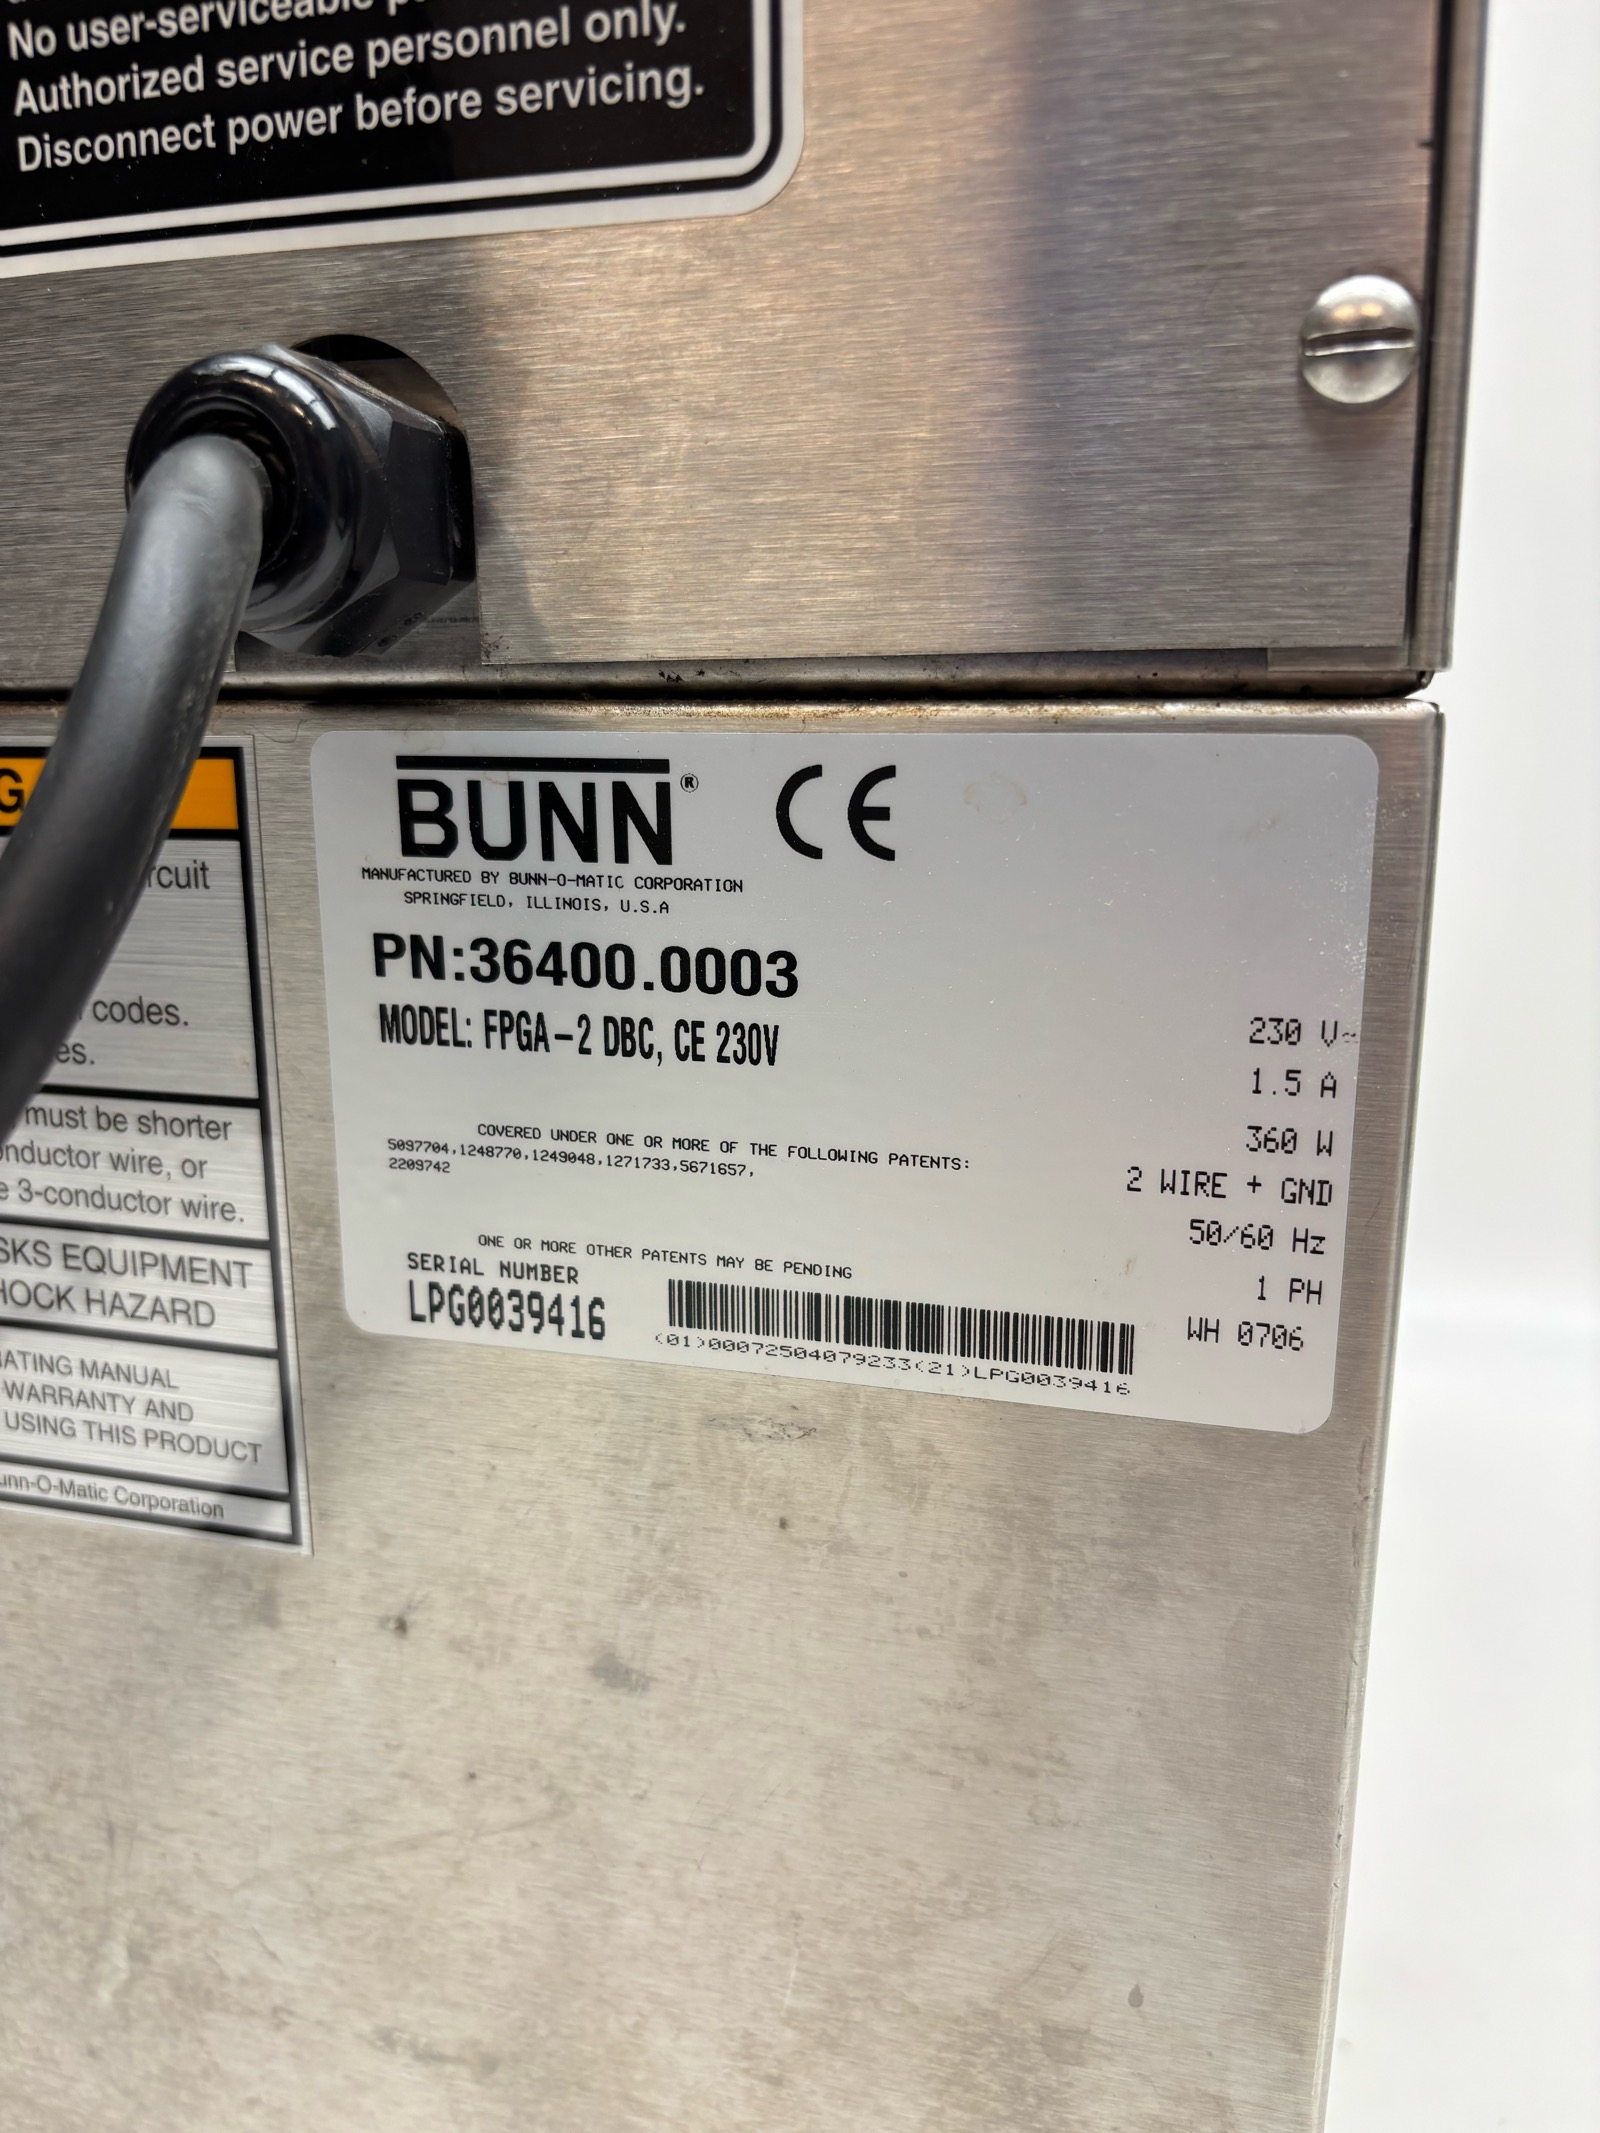 No user-serviceable
Authorized service personnel only.
Disconnect power before servicing.
G
rcuit
codes.
es.
must be shorter
nductor wire, or
e 3-conductor wire.
SKS EQUIPMENT
HOCK HAZARD
ATING MANUAL
WARRANTY AND
USING THIS PRODUCT
unn-O-Matic Corporation
BUNN® CE
MANUFACTURED BY BUNN-O-MATIC CORPORATION
SPRINGFIELD, ILLINOIS, U.S.A
PN:36400.0003
MODEL: FPGA-2 DBC, CE 230V
230 V~
1.5 A
360 W
2 WIRE + GND
50/60 Hz
1 PH
WH 0706
COVERED UNDER ONE OR MORE OF THE FOLLOWING PATENTS:
5097704,1248770,1249048,1271733,5671657,
2209742
ONE OR MORE OTHER PATENTS MAY BE PENDING
SERIAL NUMBER
LPG0039416
(01)00072504079233(21)LPG0039416